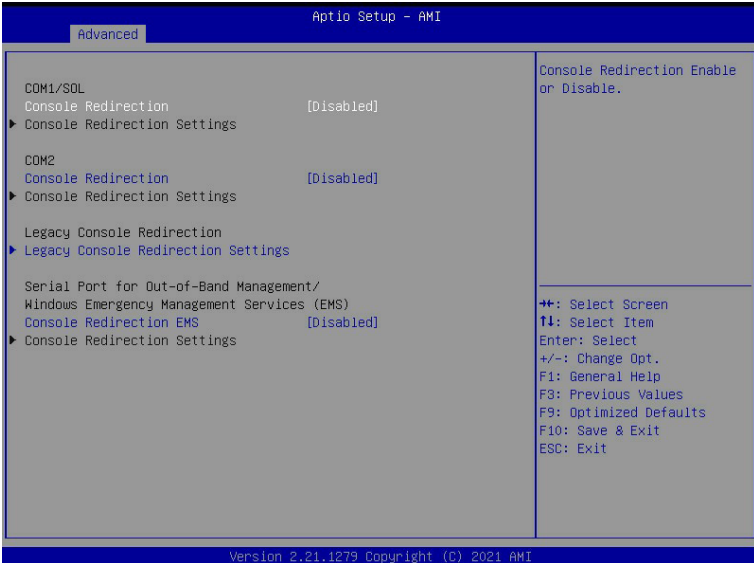 Aptio Setup – AMI
Advanced
COM1/SOL
Console Redirection [Disabled]
▶ Console Redirection Settings
COM2
Console Redirection [Disabled]
▶ Console Redirection Settings
Legacy Console Redirection
▶ Legacy Console Redirection Settings
Serial Port for Out-of-Band Management/
Windows Emergency Management Services (EMS)
Console Redirection EMS [Disabled]
▶ Console Redirection Settings
Console Redirection Enable
or Disable.
→←: Select Screen
↑↓: Select Item
Enter: Select
+/-: Change Opt.
F1: General Help
F3: Previous Values
F9: Optimized Defaults
F10: Save & Exit
ESC: Exit
Version 2.21.1279 Copyright (C) 2021 AMI